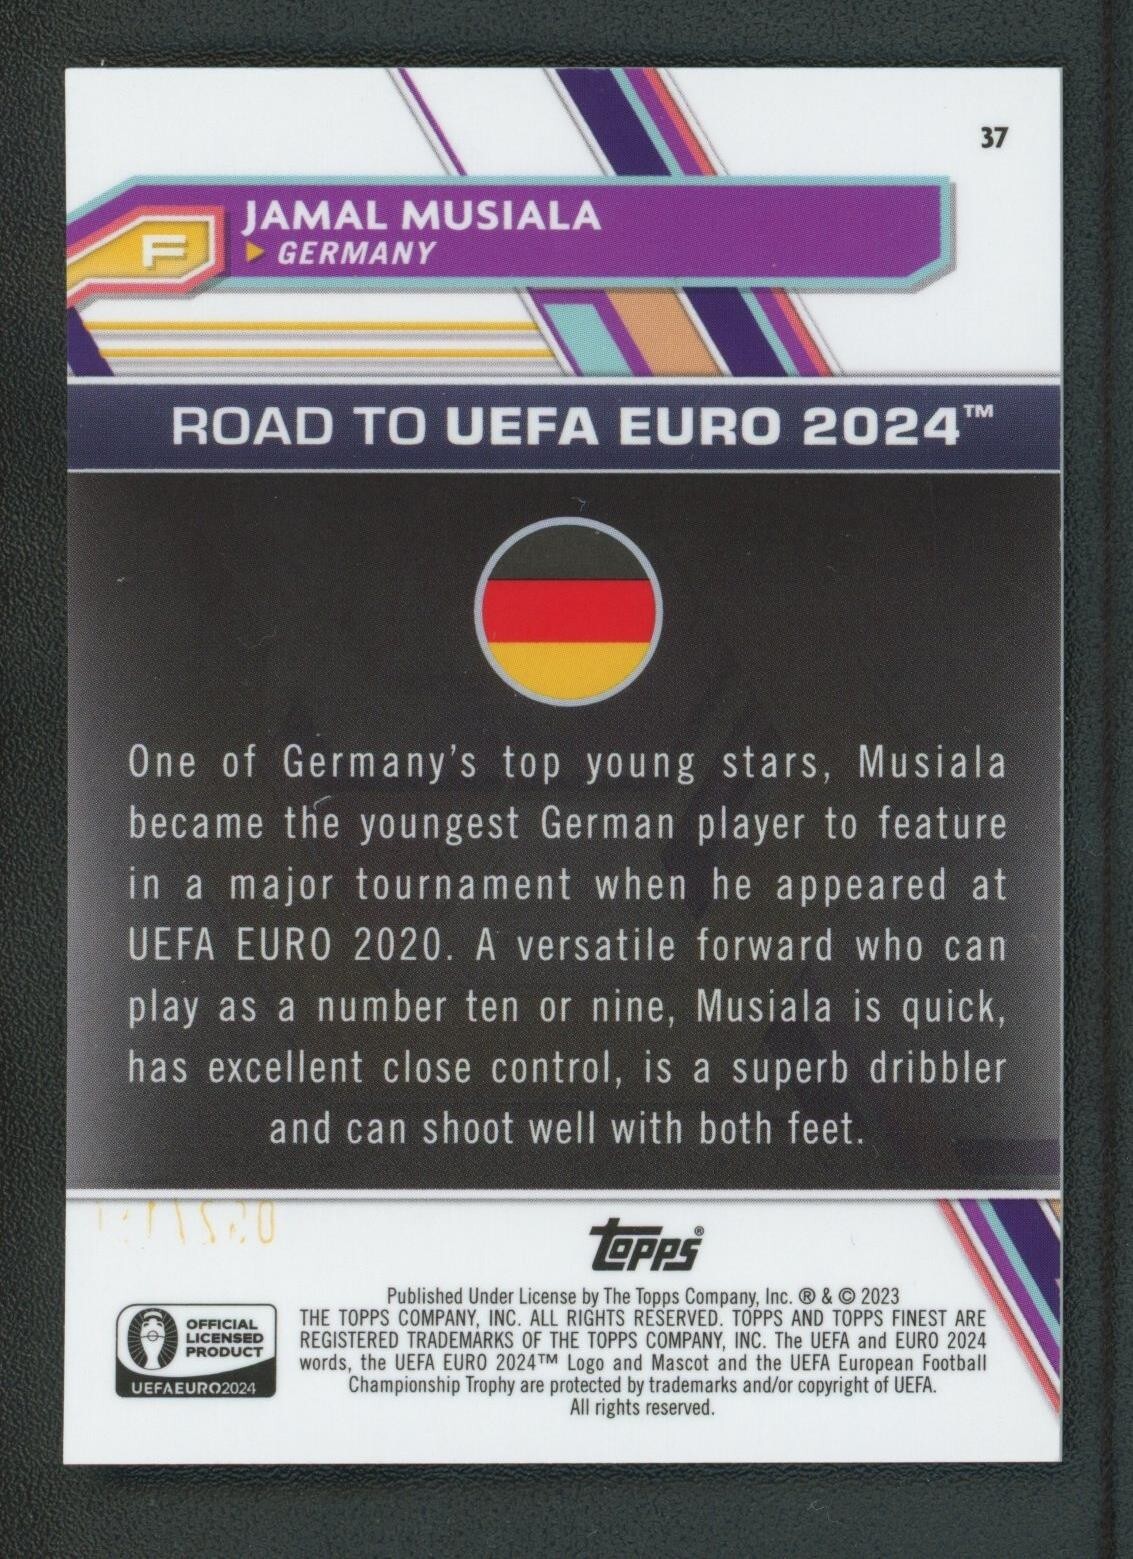 37
JAMAL MUSIALA
F
GERMANY
ROAD TO UEFA EURO 2024™
One of Germany's top young stars, Musiala
became the youngest German player to feature
in a major tournament when he appeared at
UEFA EURO 2020. A versatile forward who can
play as a number ten or nine, Musiala is quick,
has excellent close control, is a superb dribbler
and can shoot well with both feet.
topps®
Published Under License by The Topps Company, Inc. ® & © 2023
THE TOPPS COMPANY, INC. ALL RIGHTS RESERVED. TOPPS AND TOPPS FINEST ARE
REGISTERED TRADEMARKS OF THE TOPPS COMPANY, INC. The UEFA and EURO 2024
words, the UEFA EURO 2024™ Logo and Mascot and the UEFA European Football
Championship Trophy are protected by trademarks and/or copyright of UEFA.
All rights reserved.
OFFICIAL
LICENSED
PRODUCT
UEFAEURO2024